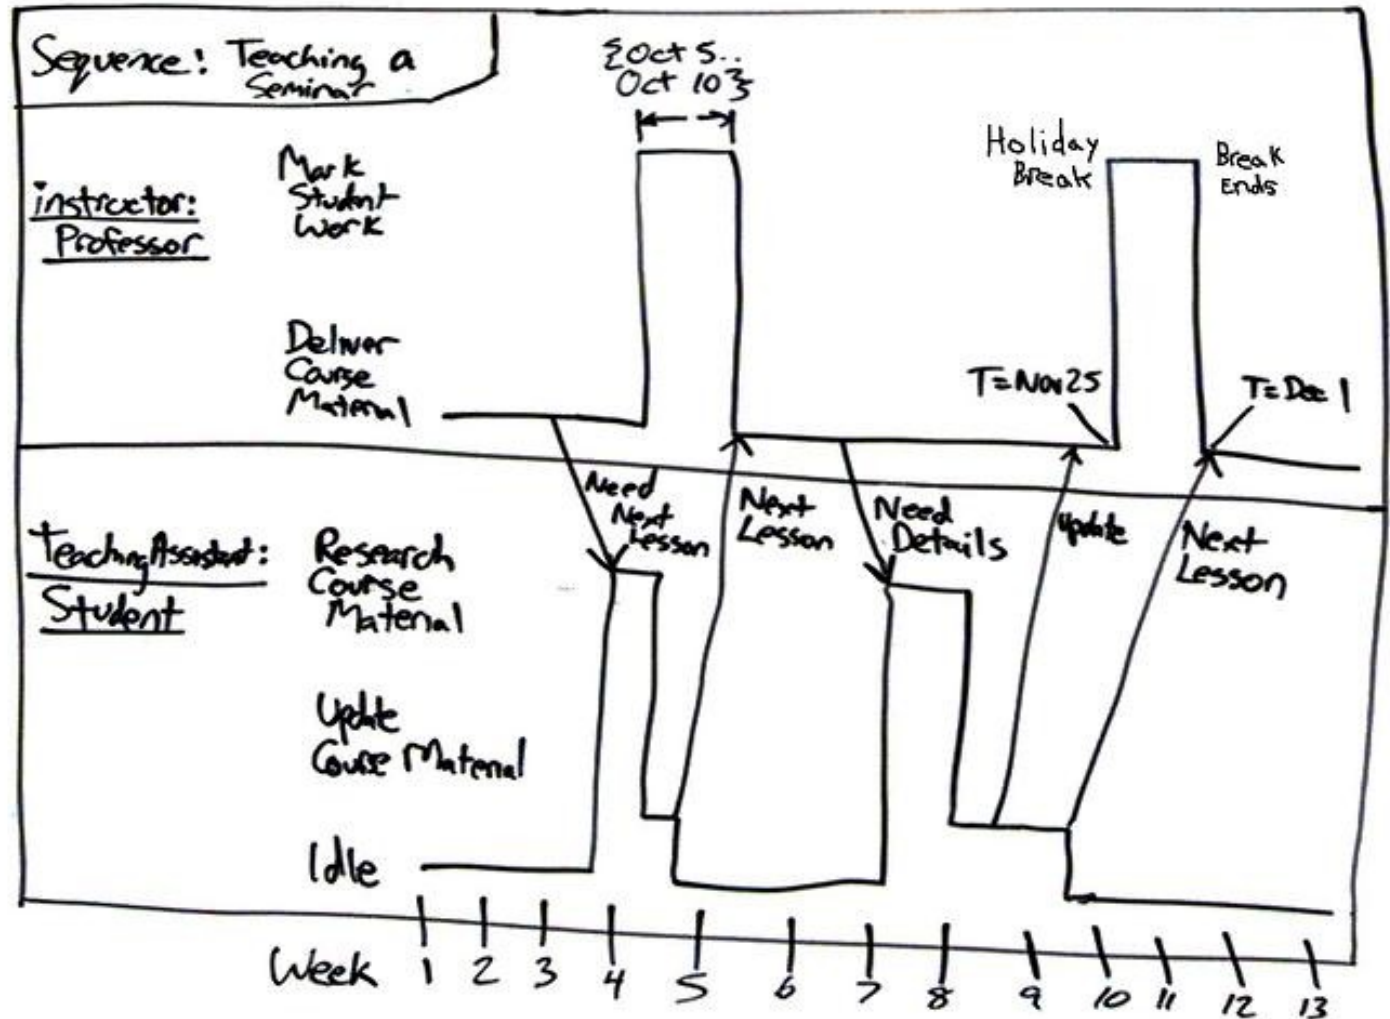 Sequence: Teaching a
Seminar
{Oct 5..
Oct 10}
instructor:
Professor
Mark
Student
Work
Deliver
Course
Material
Holiday
Break
Break
Ends
T=Nov25
T=Dec 1
Need
Next
Lesson
Next
Lesson
Need
Details
Update
Next
Lesson
Teaching Assistant:
Student
Research
Course
Material
Update
Course Material
Idle
Week 1 2 3 4 5 6 7 8 9 10 11 12 13